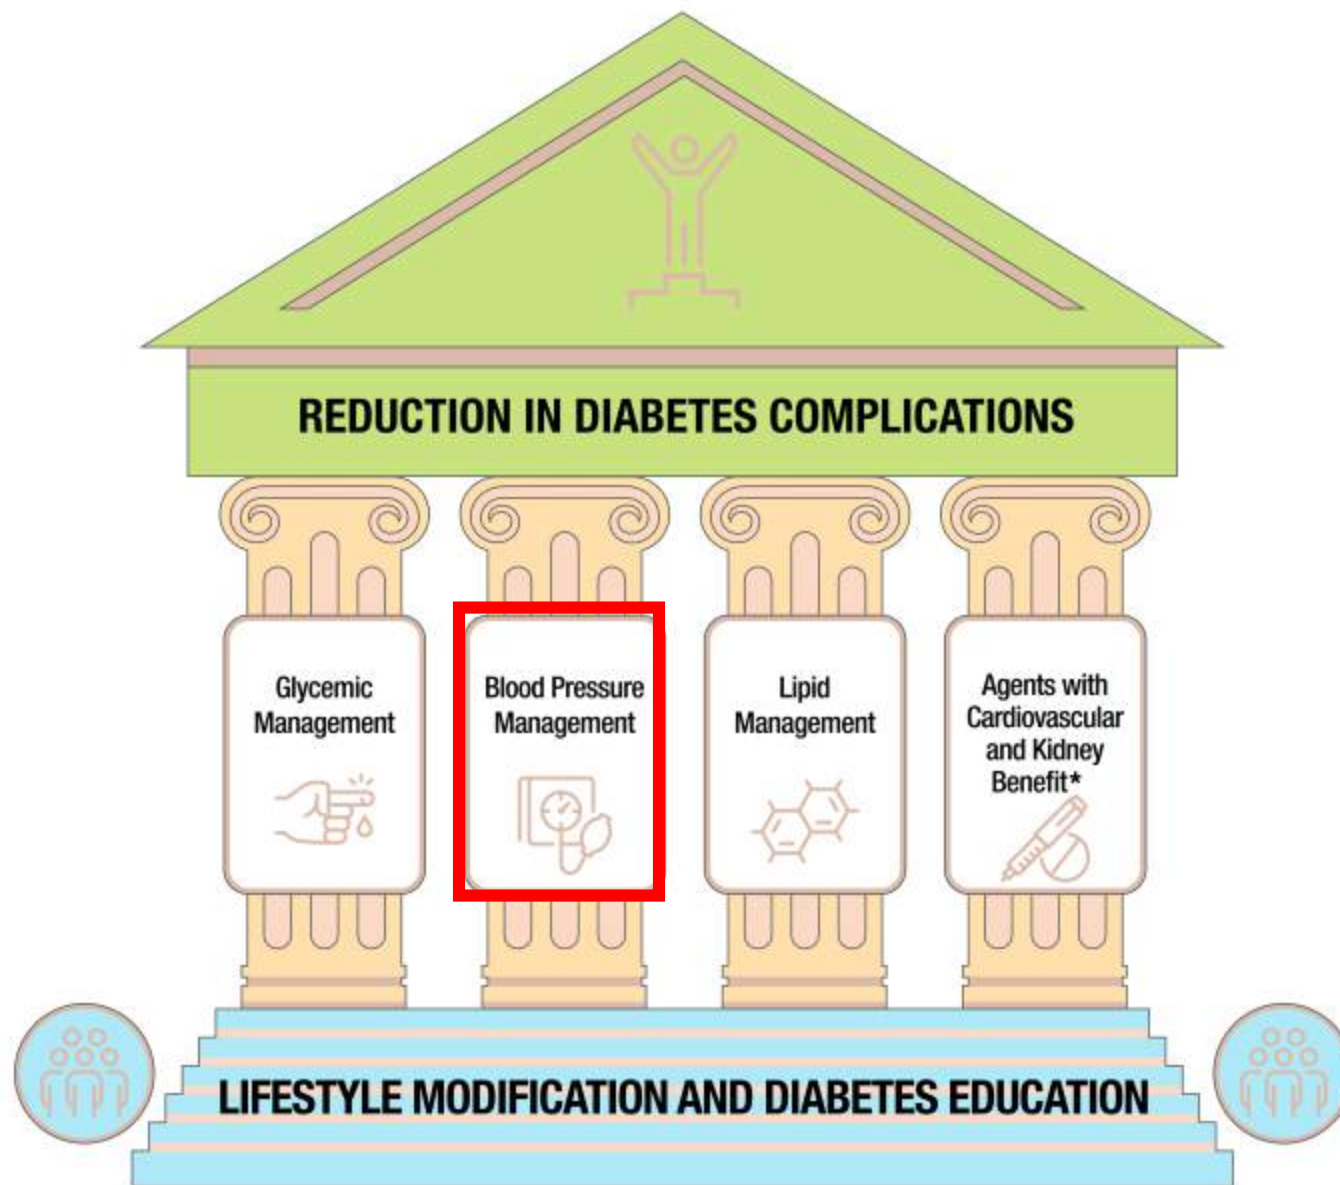 REDUCTION IN DIABETES COMPLICATIONS
Glycemic
Management
Blood Pressure
Management
Lipid
Management
Agents with
Cardiovascular
and Kidney
Benefit*
LIFESTYLE MODIFICATION AND DIABETES EDUCATION